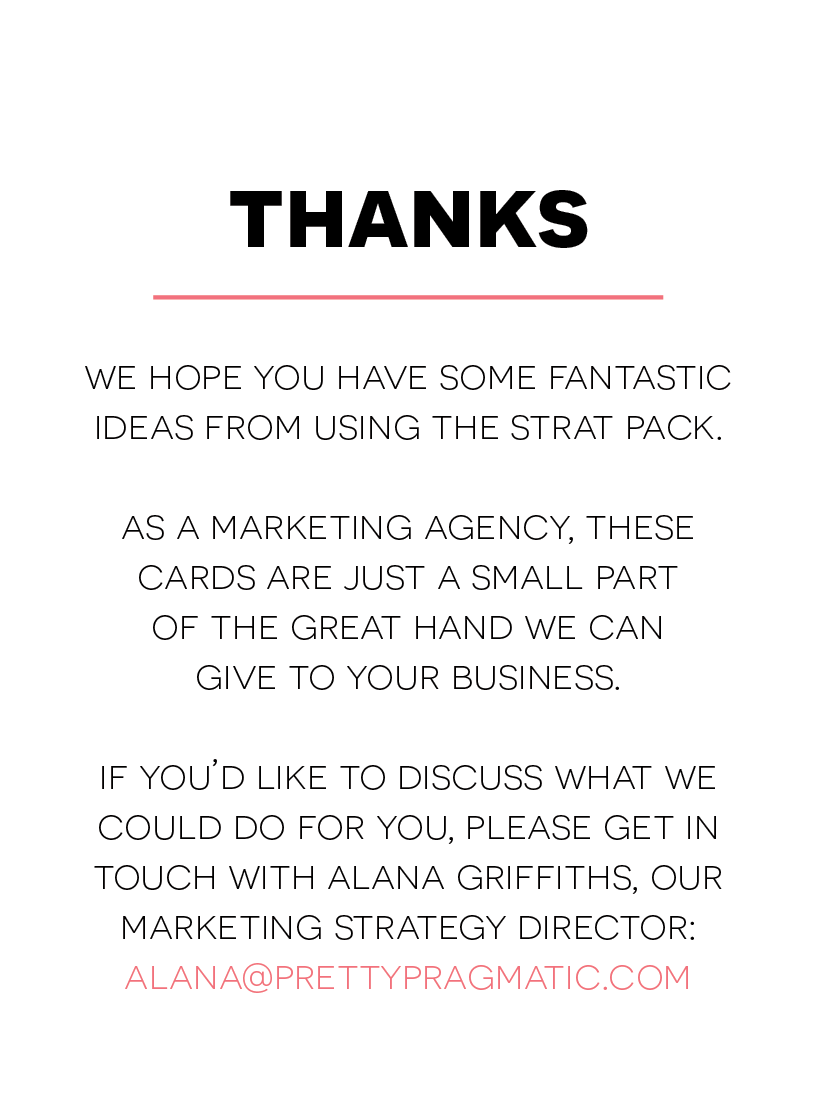 THANKS
WE HOPE YOU HAVE SOME FANTASTIC
IDEAS FROM USING THE STRAT PACK.
AS A MARKETING AGENCY, THESE
CARDS ARE JUST A SMALL PART
OF THE GREAT HAND WE CAN
GIVE TO YOUR BUSINESS.
IF YOU’D LIKE TO DISCUSS WHAT WE
COULD DO FOR YOU, PLEASE GET IN
TOUCH WITH ALANA GRIFFITHS, OUR
MARKETING STRATEGY DIRECTOR:
ALANA@PRETTYPRAGMATIC.COM